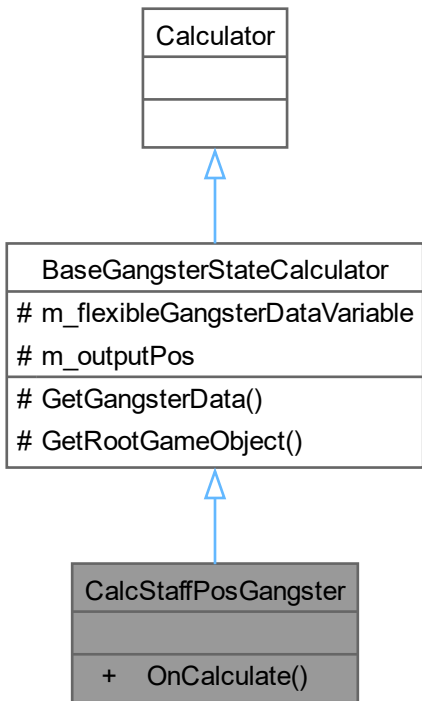 Calculator
BaseGangsterStateCalculator
# m_flexibleGangsterDataVariable
# m_outputPos
# GetGangsterData()
# GetRootGameObject()
CalcStaffPosGangster
+ OnCalculate()